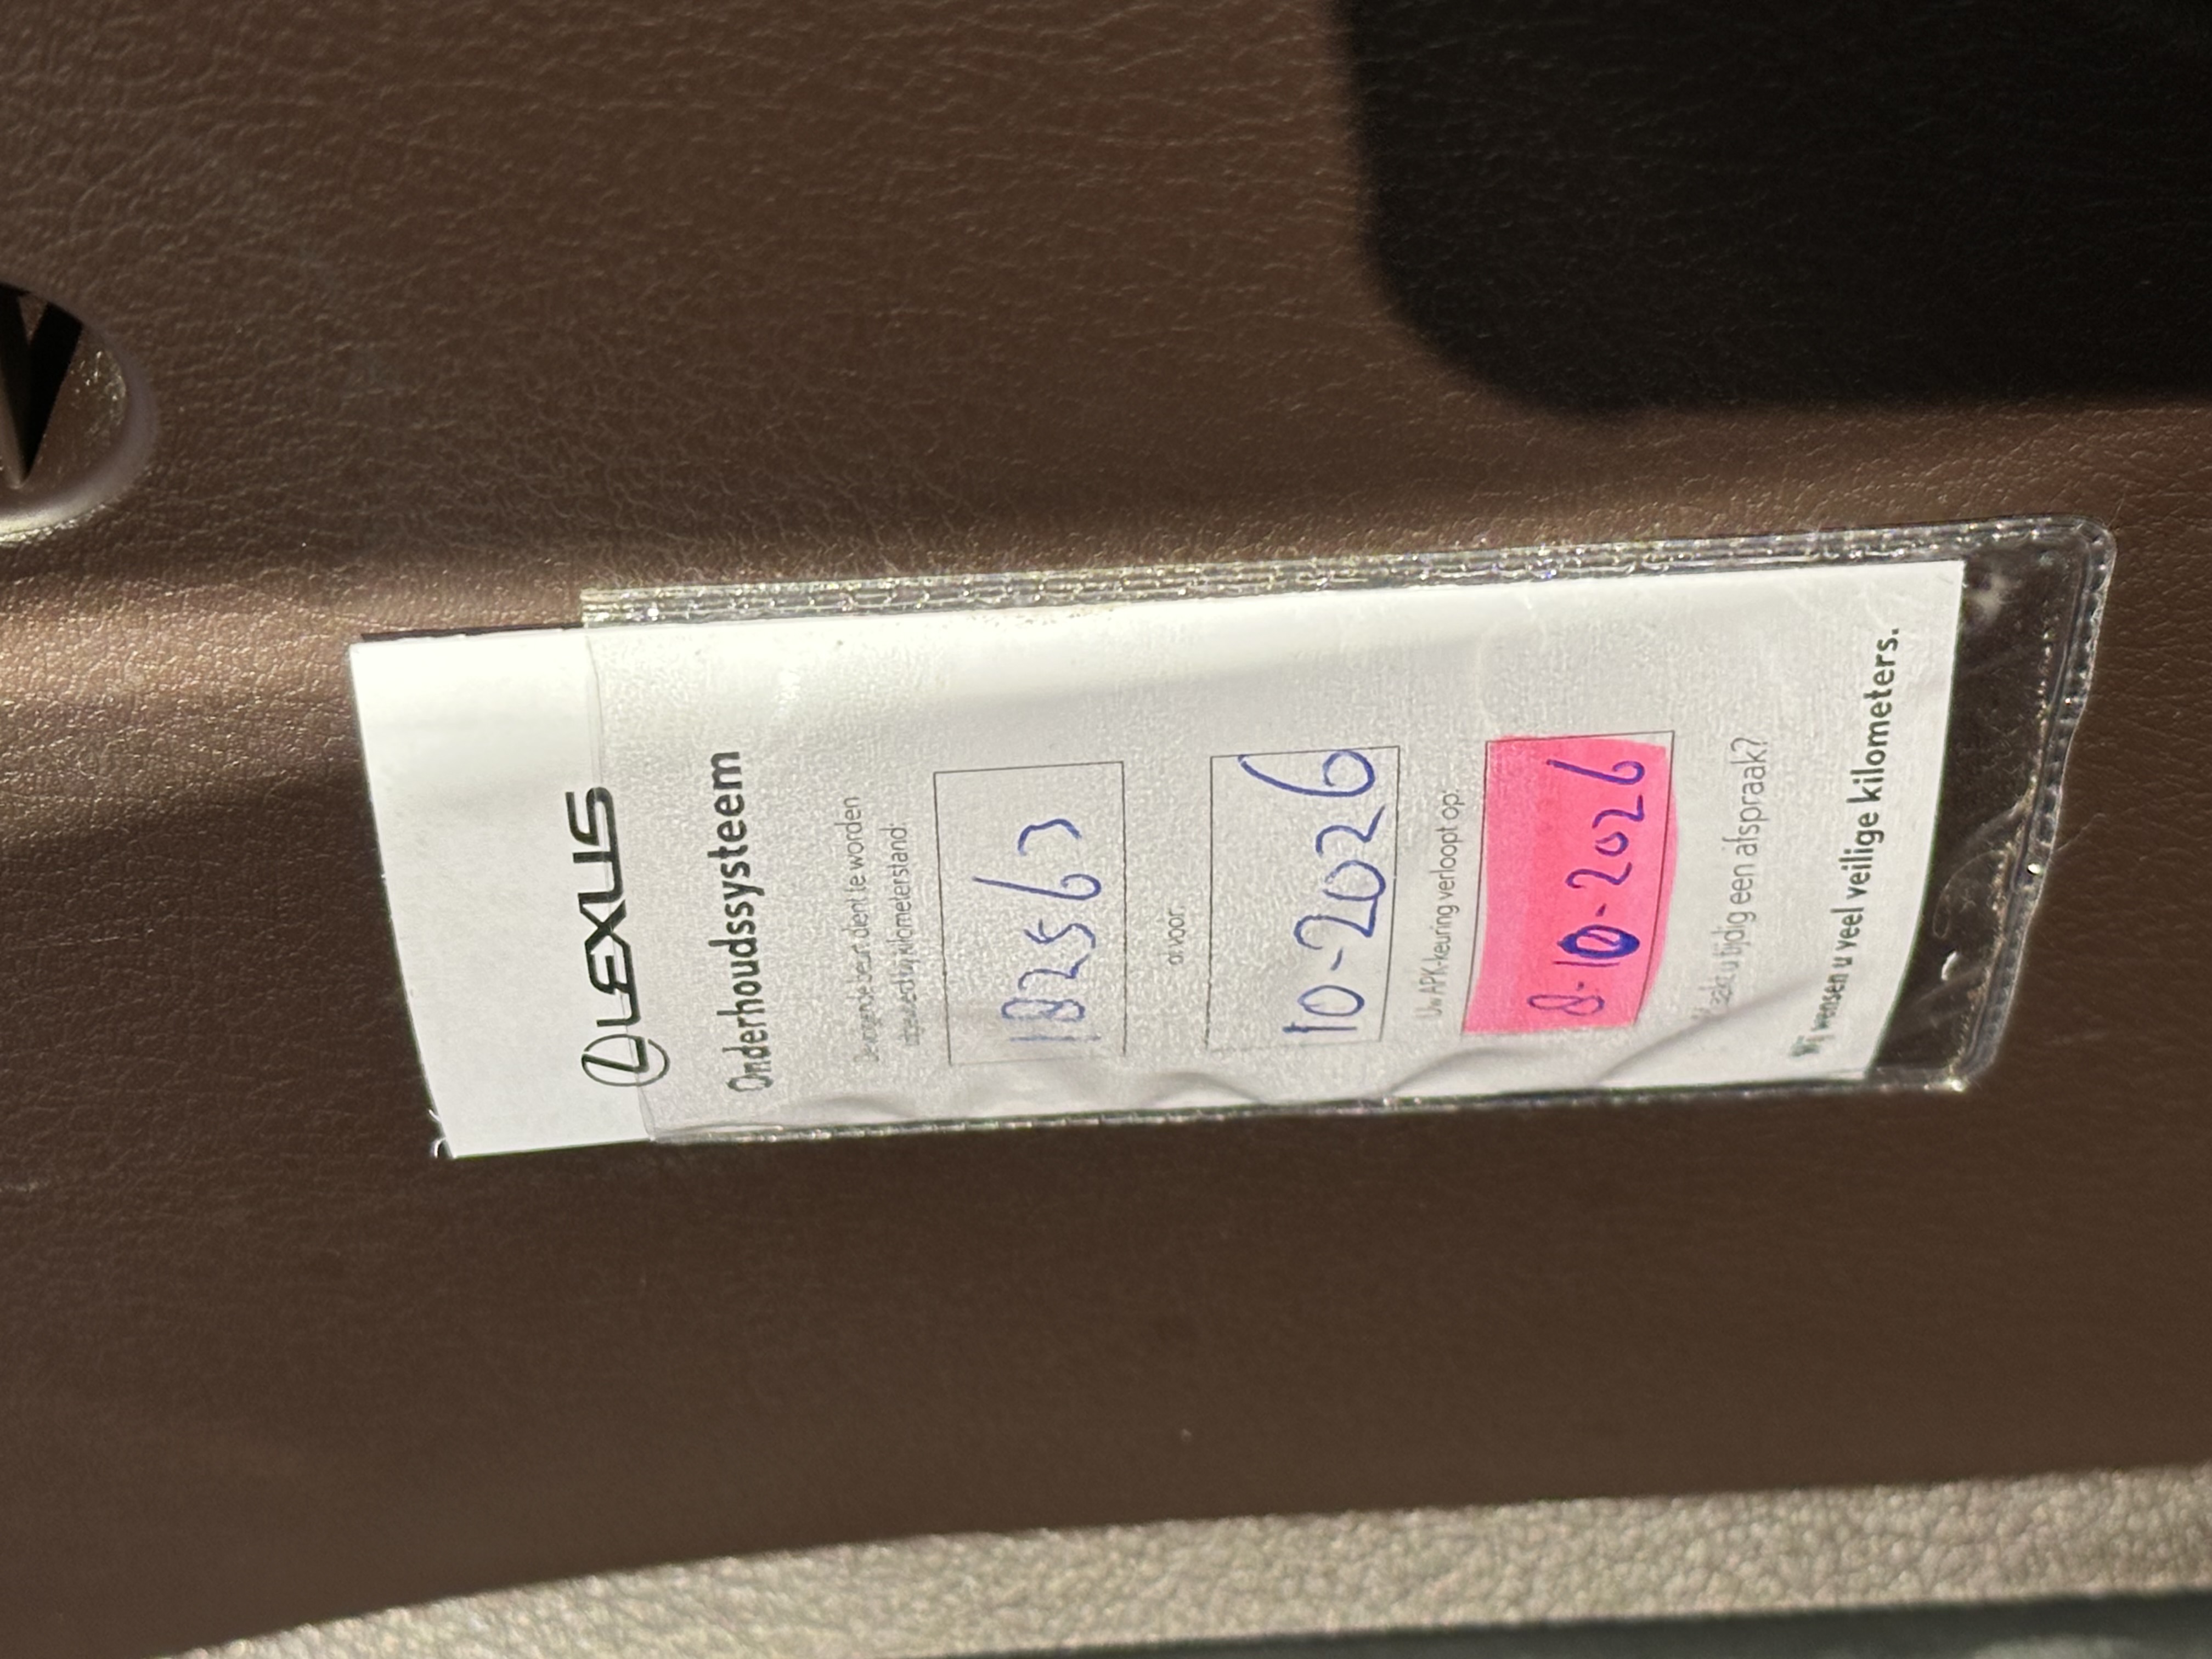 LEXUS
Onderhoudssysteem
De volgende beurt dient te worden
uitgevoerd bij kilometerstand:
182563
of voor:
10-2026
Uw APK-keuring verloopt op:
8-10-2026
Maakt u tijdig een afspraak?
Wij wensen u veel veilige kilometers.